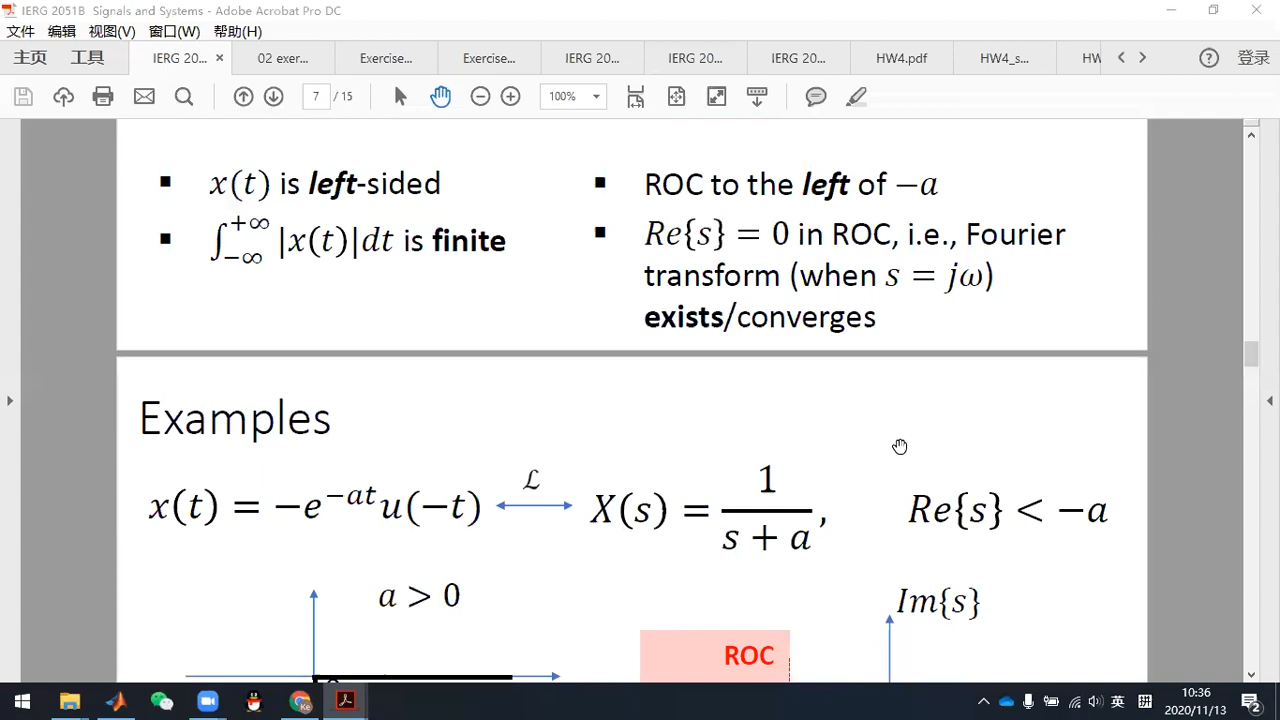 IERG 2051B Signals and Systems - Adobe Acrobat Pro DC
文件 编辑 视图(V) 窗口(W) 帮助(H)
主页 工具 IERG 20... × 02 exer... Exercise... Exercise... IERG 20... IERG 20... IERG 20... HW4.pdf HW4_s... HW 登录
7 / 15 100%
▪ x(t) is left-sided
▪ ∫_{−∞}^{+∞} |x(t)|dt is finite
▪ ROC to the left of −a
▪ Re{s} = 0 in ROC, i.e., Fourier
transform (when s = jω)
exists/converges
Examples
x(t) = −e^{−at}u(−t) ℒ X(s) = 1/(s + a), Re{s} < −a
a > 0
Im{s}
ROC
英 拼
10:36
2020/11/13
2